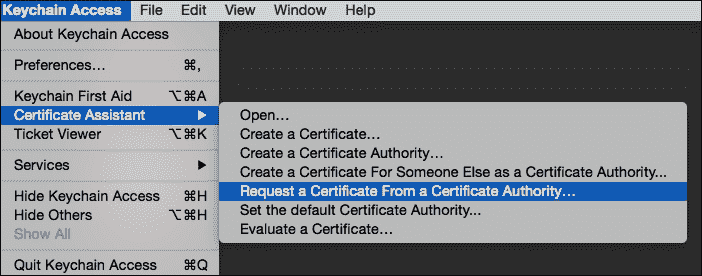 Keychain Access File Edit View Window Help
About Keychain Access
Preferences… ⌘,
Keychain First Aid ⌥⌘A
Certificate Assistant ▶
Ticket Viewer ⌥⌘K
Services ▶
Hide Keychain Access ⌘H
Hide Others ⌥⌘H
Show All
Quit Keychain Access ⌘Q
Open…
Create a Certificate…
Create a Certificate Authority…
Create a Certificate For Someone Else as a Certificate Authority...
Request a Certificate From a Certificate Authority…
Set the default Certificate Authority...
Evaluate a Certificate…